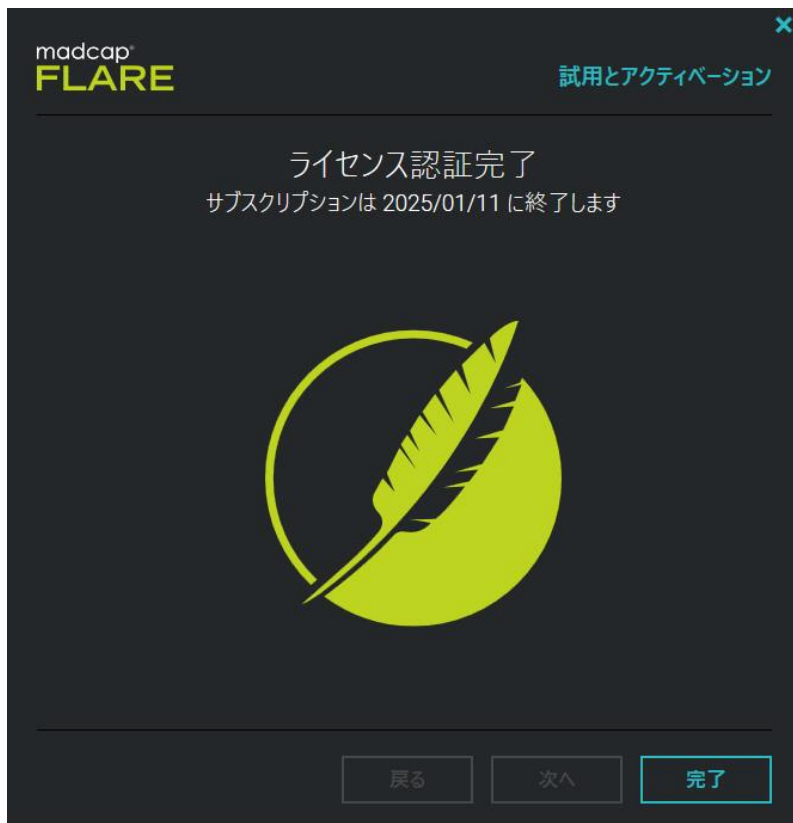 madcap®
FLARE
試用とアクティベーション
ライセンス認証完了
サブスクリプションは 2025/01/11 に終了します
戻る
次へ
完了